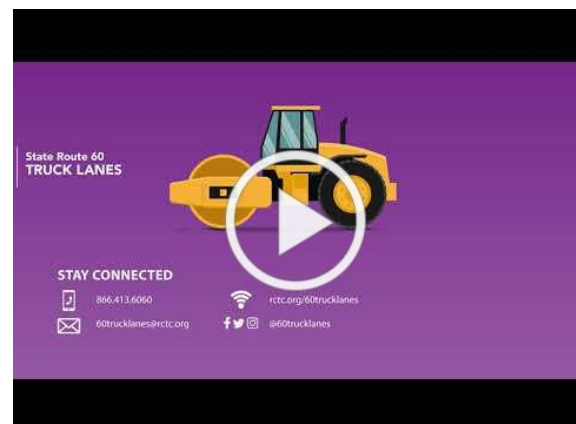 State Route 60
TRUCK LANES
STAY CONNECTED
866.413.6060
rctc.org/60trucklanes
60trucklanes@rctc.org
@60trucklanes